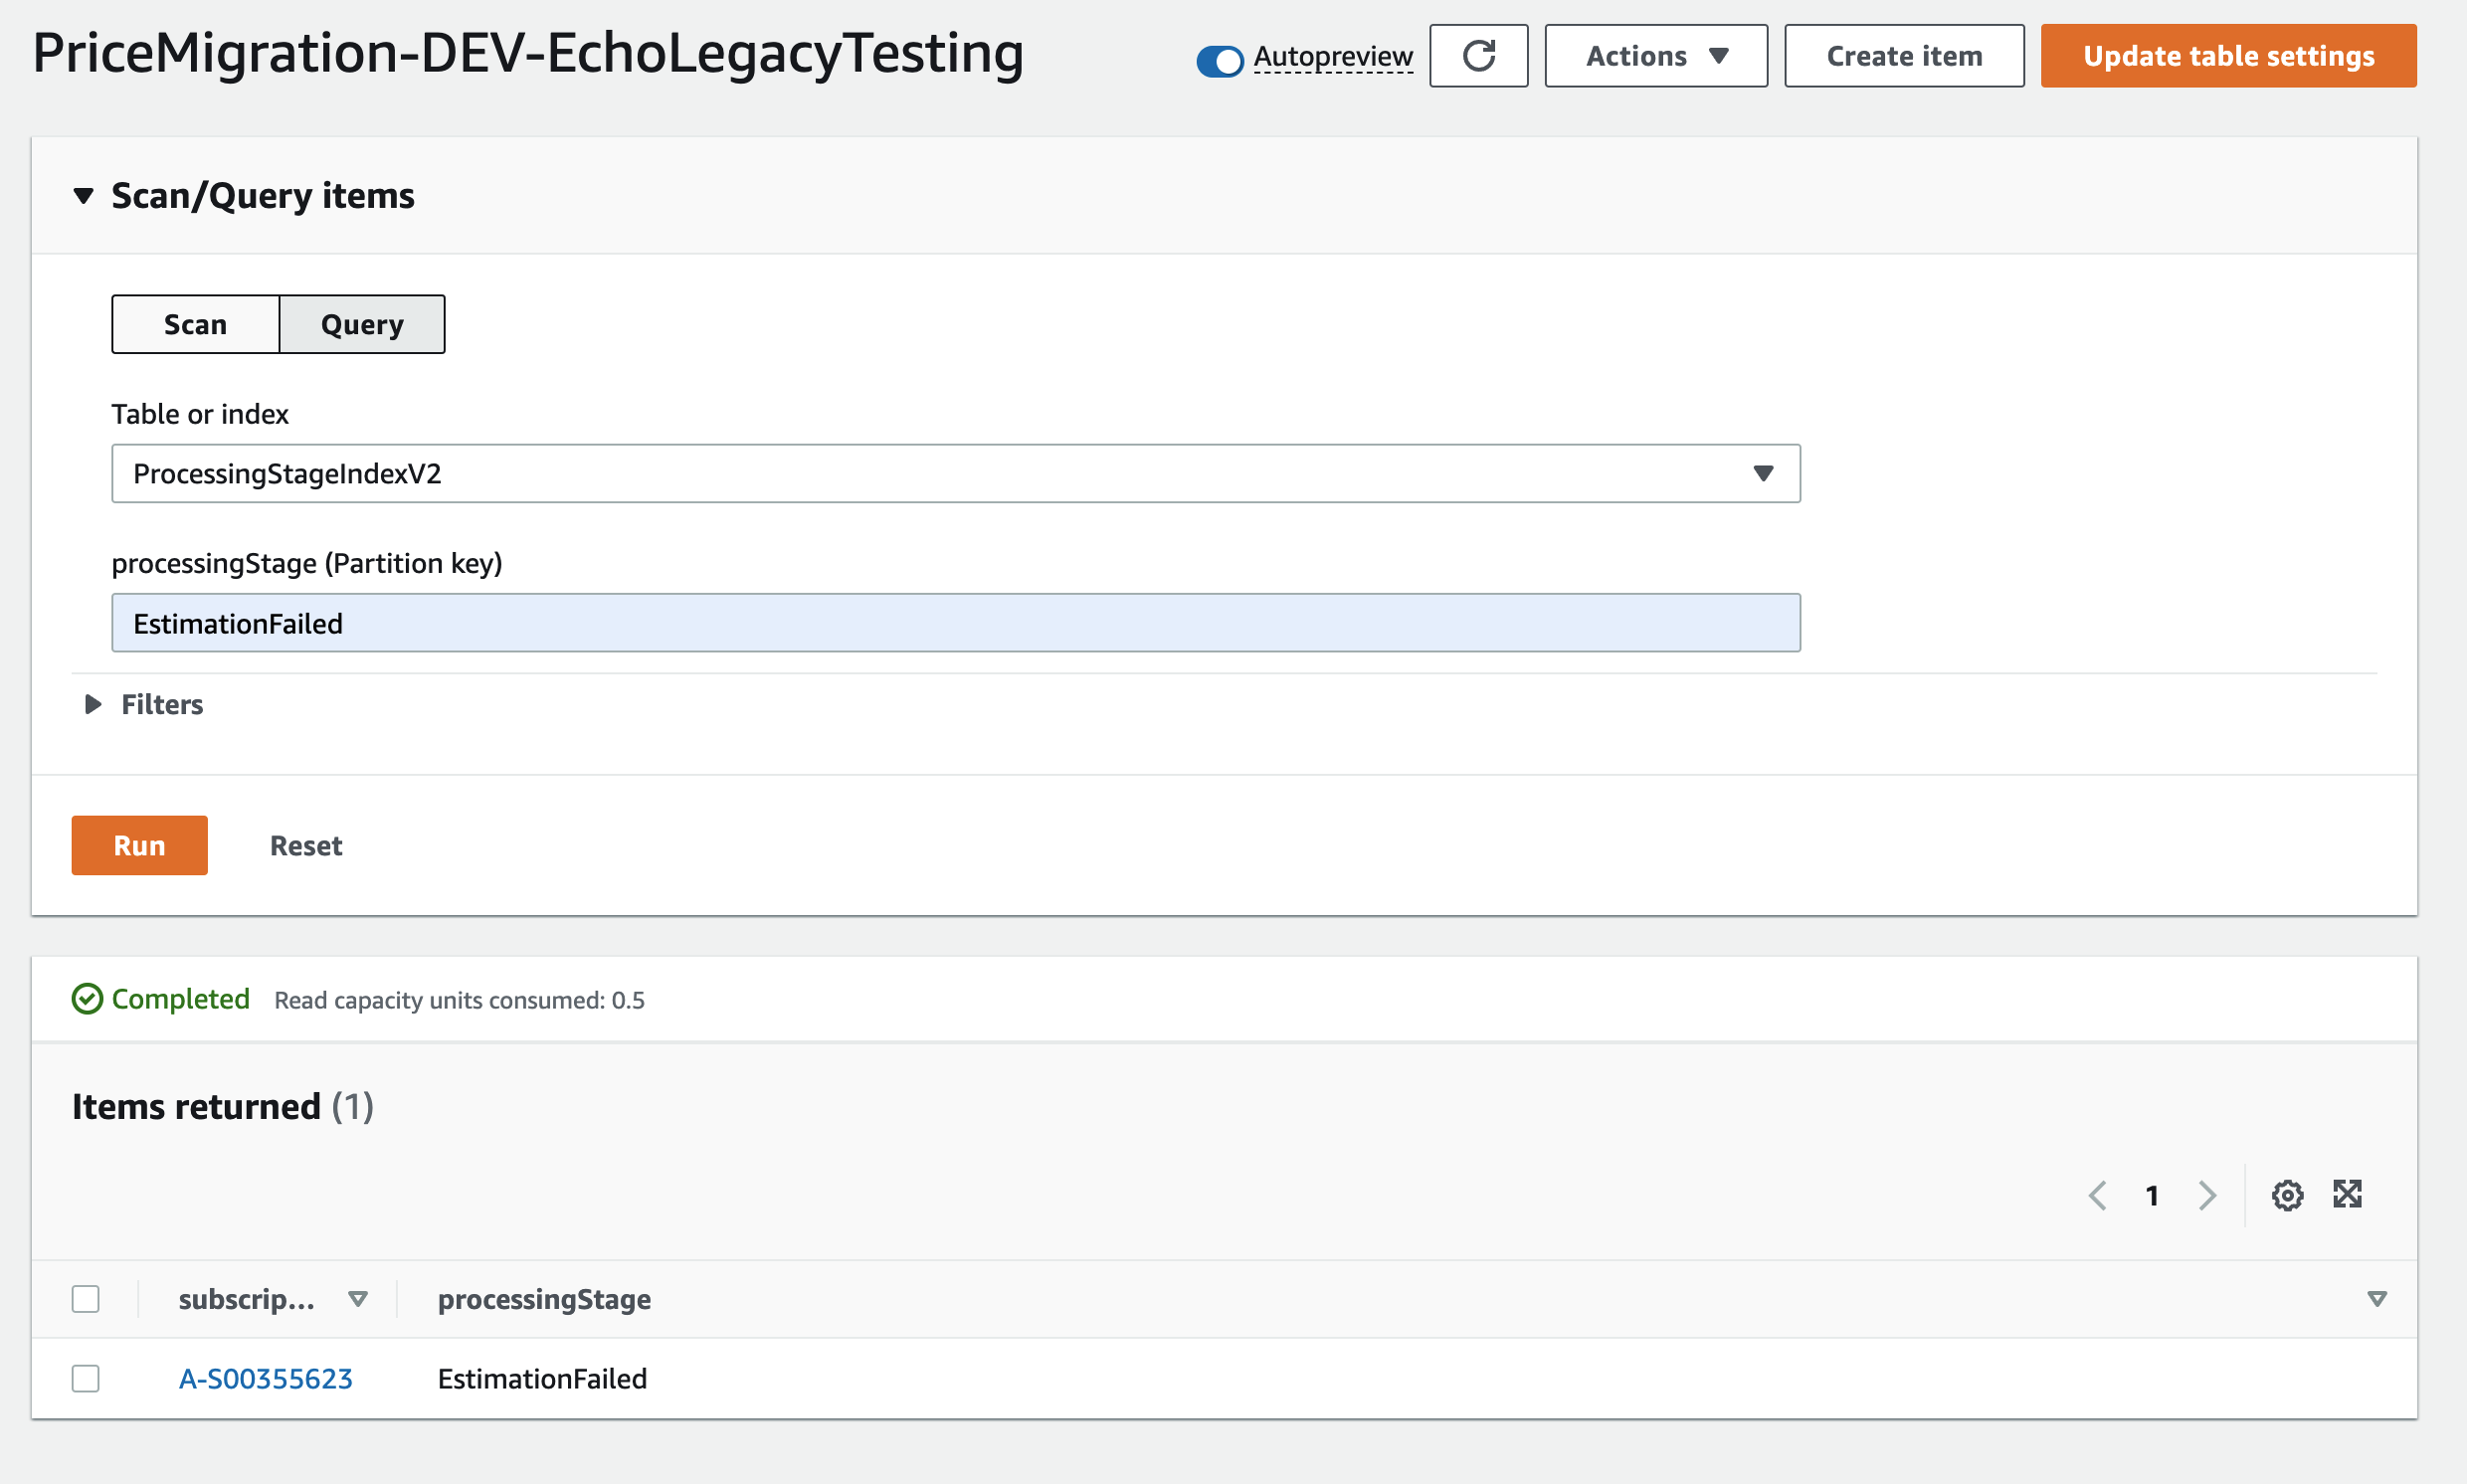 PriceMigration-DEV-EchoLegacyTesting
Autopreview
Actions
Create item
Update table settings
Scan/Query items
Scan
Query
Table or index
ProcessingStageIndexV2
processingStage (Partition key)
EstimationFailed
Filters
Run
Reset
Completed
Read capacity units consumed: 0.5
Items returned (1)
1
subscrip...
processingStage
A-S00355623
EstimationFailed